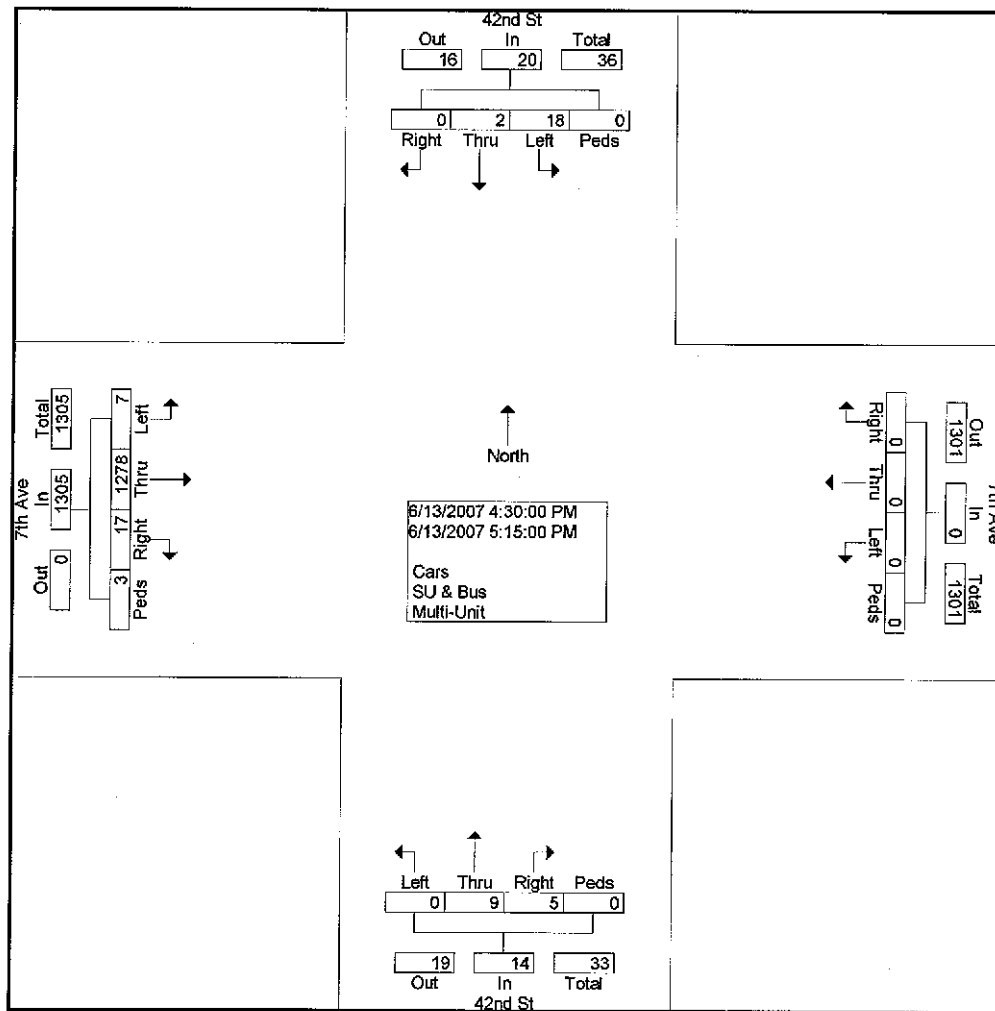 42nd St
Out In Total
16 20 36
0 2 18 0
Right Thru Left Peds
7th Ave
Out In Total
0 1305 1305
3 17 1278 7
Peds Right Thru Left
North
6/13/2007 4:30:00 PM
6/13/2007 5:15:00 PM
Cars
SU & Bus
Multi-Unit
Right Thru Left Peds
0 0 0 0
Out In Total
1301 0 1301
7th Ave
Left Thru Right Peds
0 9 5 0
19 14 33
Out In Total
42nd St